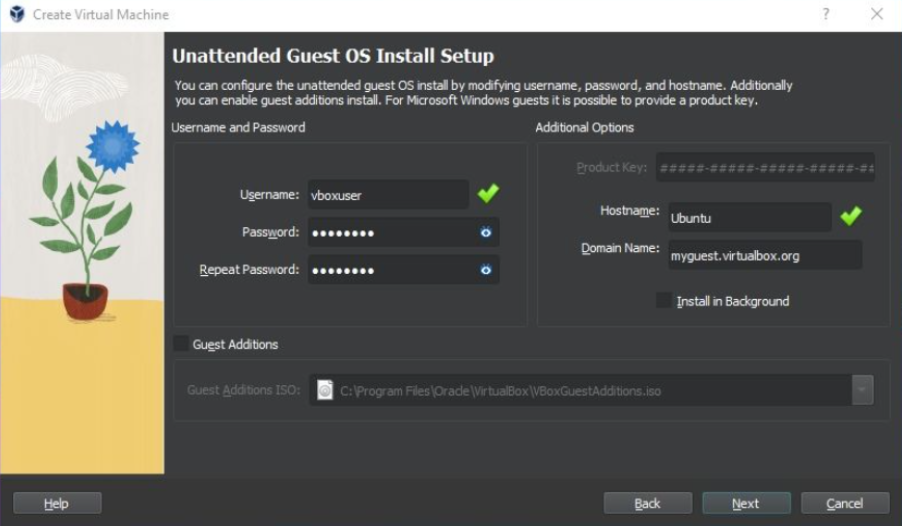 Create Virtual Machine
?
Unattended Guest OS Install Setup
You can configure the unattended guest OS install by modifying username, password, and hostname. Additionally
you can enable guest additions install. For Microsoft Windows guests it is possible to provide a product key.
Username and Password
Username: vboxuser
Password: ••••••••
Repeat Password: ••••••••
Additional Options
Product Key: #####-#####-#####-#####-##
Hostname: Ubuntu
Domain Name: myguest.virtualbox.org
Install in Background
Guest Additions
Guest Additions ISO: C:\Program Files\Oracle\VirtualBox\VBoxGuestAdditions.iso
Help
Back
Next
Cancel